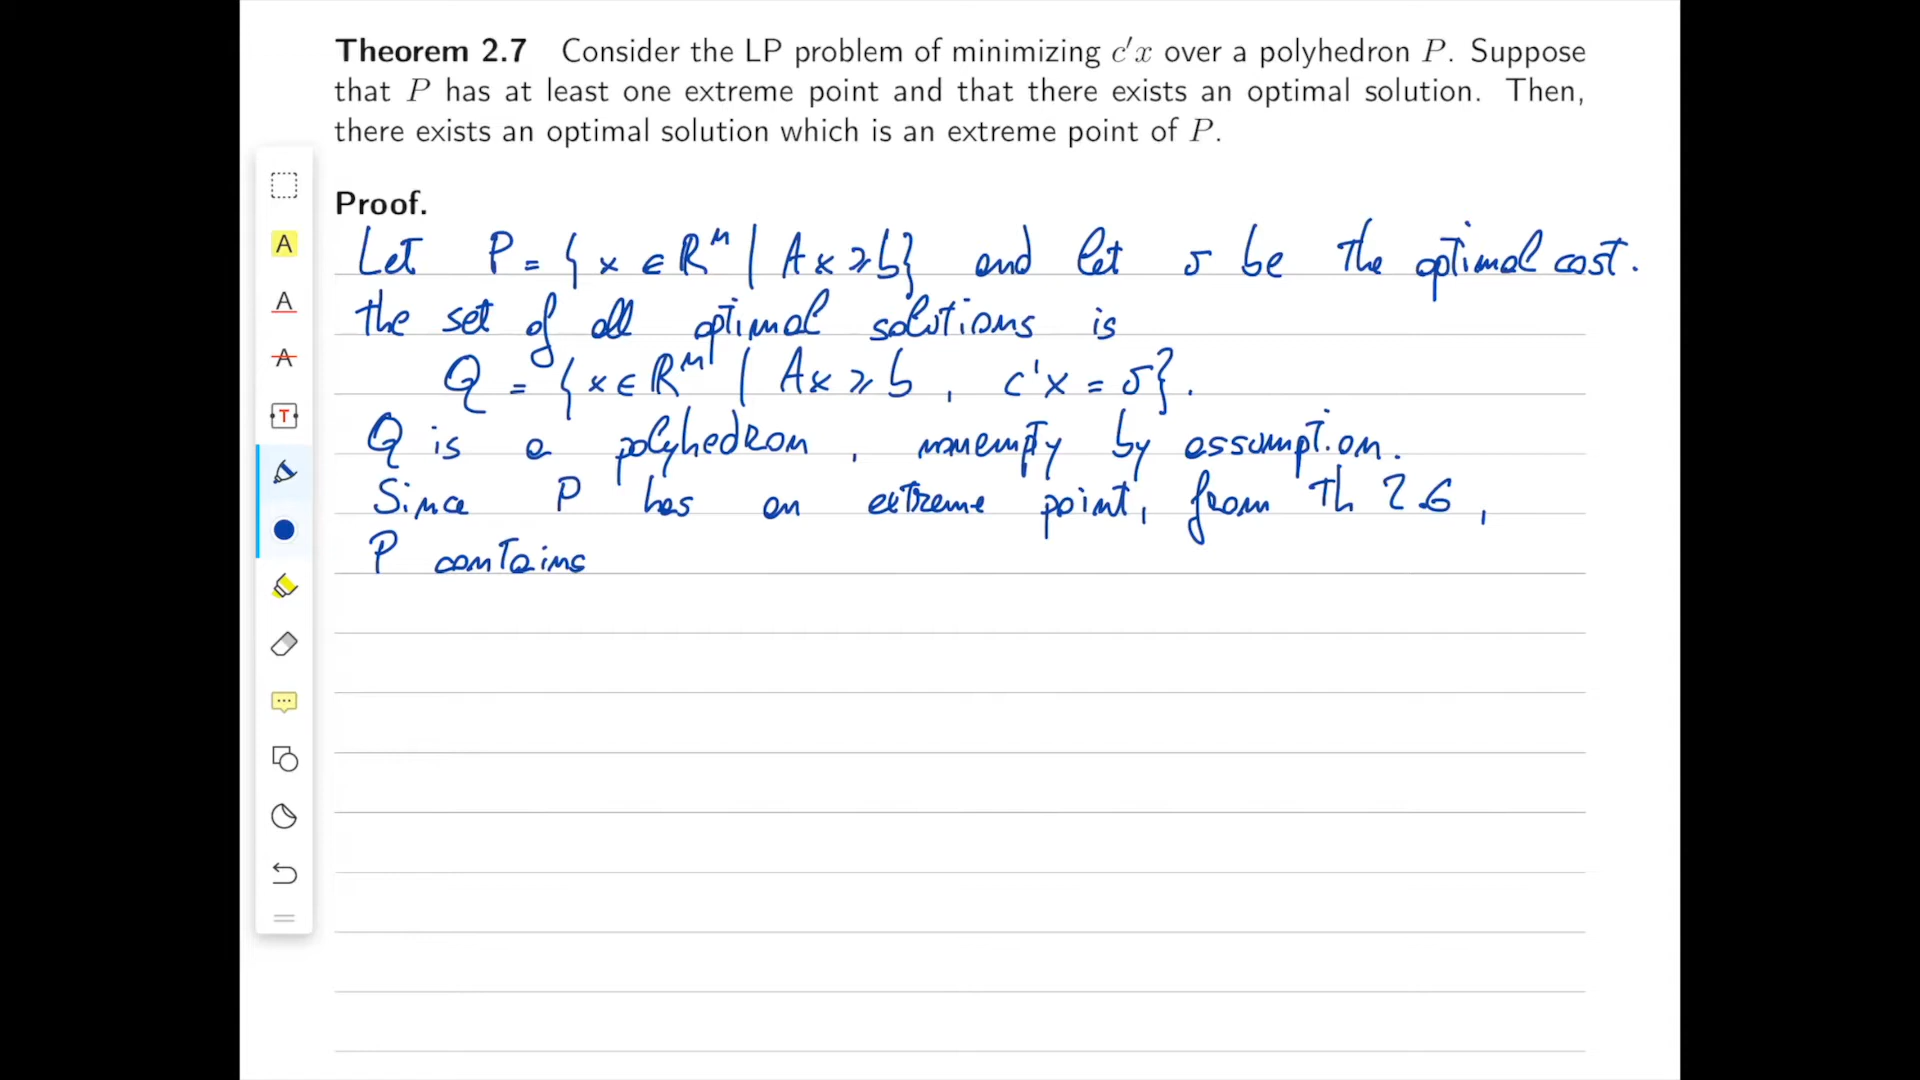 Theorem 2.7 Consider the LP problem of minimizing c'x over a polyhedron P. Suppose
that P has at least one extreme point and that there exists an optimal solution. Then,
there exists an optimal solution which is an extreme point of P.
Proof.
Let P = { x ∈ R^n | Ax ≥ b} and let v be the optimal cost.
the set of all optimal solutions is
Q = { x ∈ R^n | Ax ≥ b , c'x = v}.
Q is a polyhedron , nonempty by assumption.
Since P has an extreme point, from Th 2.6 ,
P contains
A
A
A
T